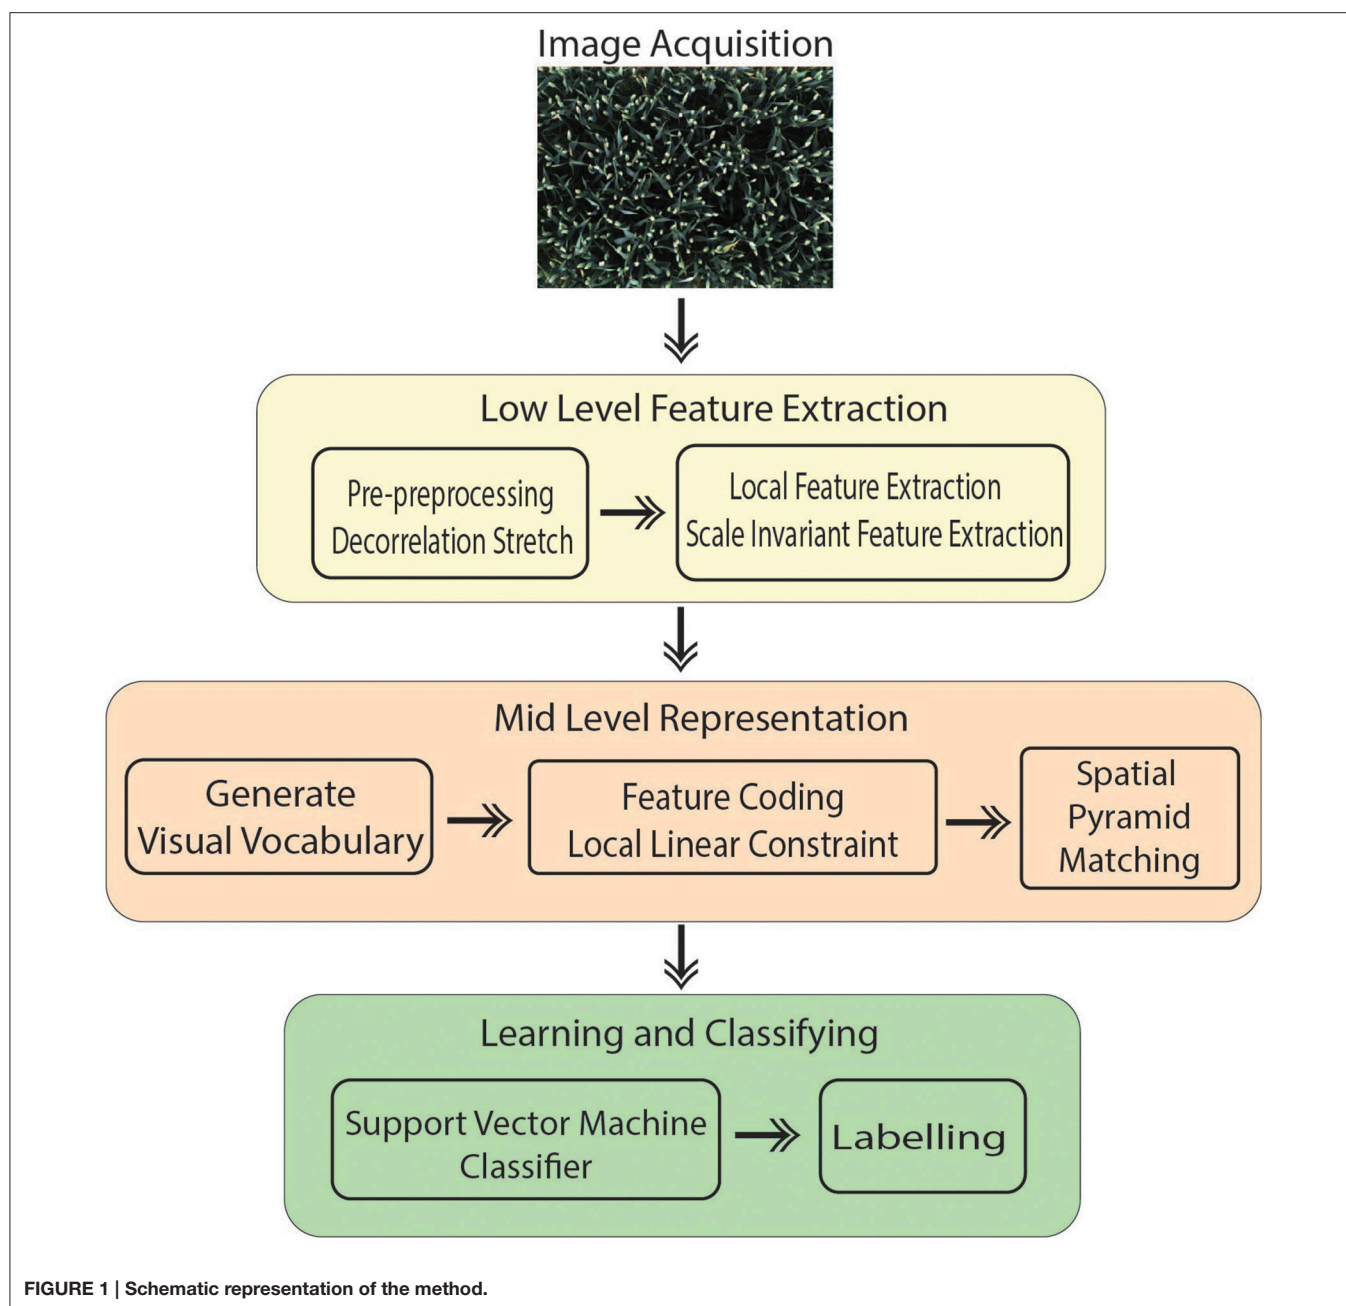 Image Acquisition
Low Level Feature Extraction
Pre-preprocessing
Decorrelation Stretch
Local Feature Extraction
Scale Invariant Feature Extraction
Mid Level Representation
Generate
Visual Vocabulary
Feature Coding
Local Linear Constraint
Spatial
Pyramid
Matching
Learning and Classifying
Support Vector Machine
Classifier
Labelling
FIGURE 1 | Schematic representation of the method.